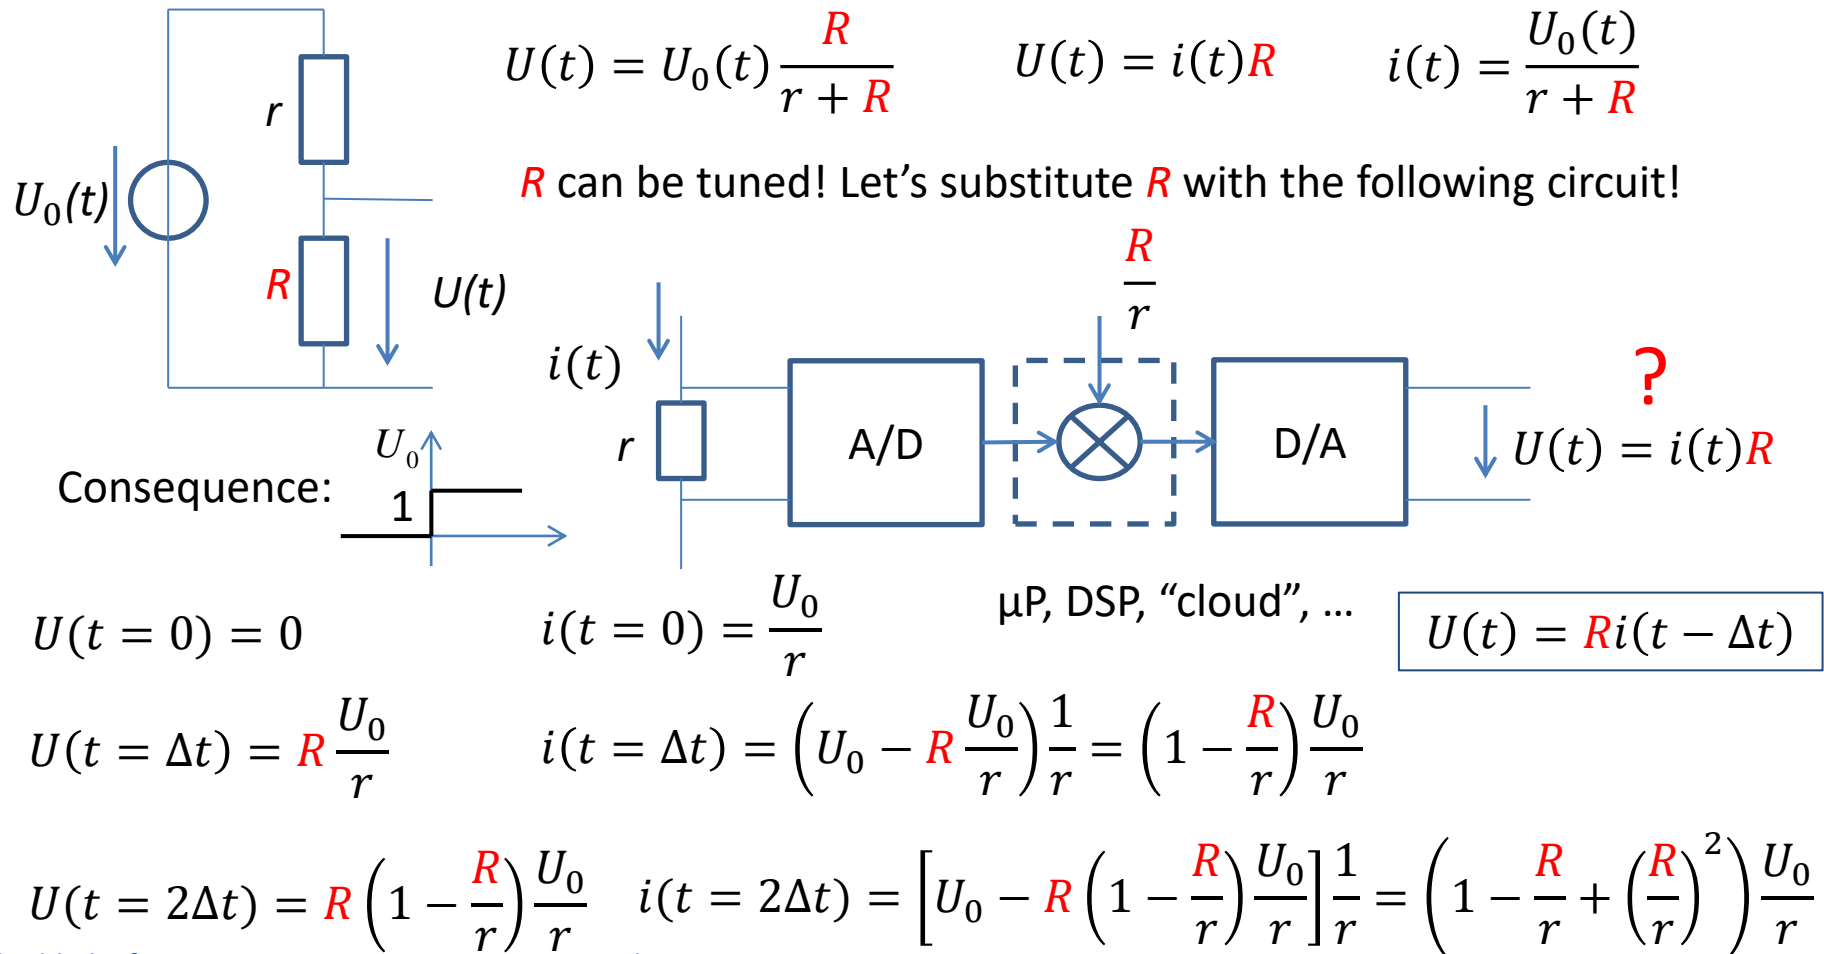 U₀(t)
r
R
U(t)
U(t) = U₀(t) R/(r + R)
U(t) = i(t)R
i(t) = U₀(t)/(r + R)
R can be tuned! Let's substitute R with the following circuit!
R/r
i(t)
r
A/D
D/A
?
U(t) = i(t)R
Consequence:
U₀
1
μP, DSP, "cloud", ...
U(t) = Ri(t − Δt)
U(t = 0) = 0
i(t = 0) = U₀/r
U(t = Δt) = R U₀/r
i(t = Δt) = (U₀ − R U₀/r) 1/r = (1 − R/r) U₀/r
U(t = 2Δt) = R (1 − R/r) U₀/r
i(t = 2Δt) = [U₀ − R (1 − R/r) U₀/r] 1/r = (1 − R/r + (R/r)²) U₀/r